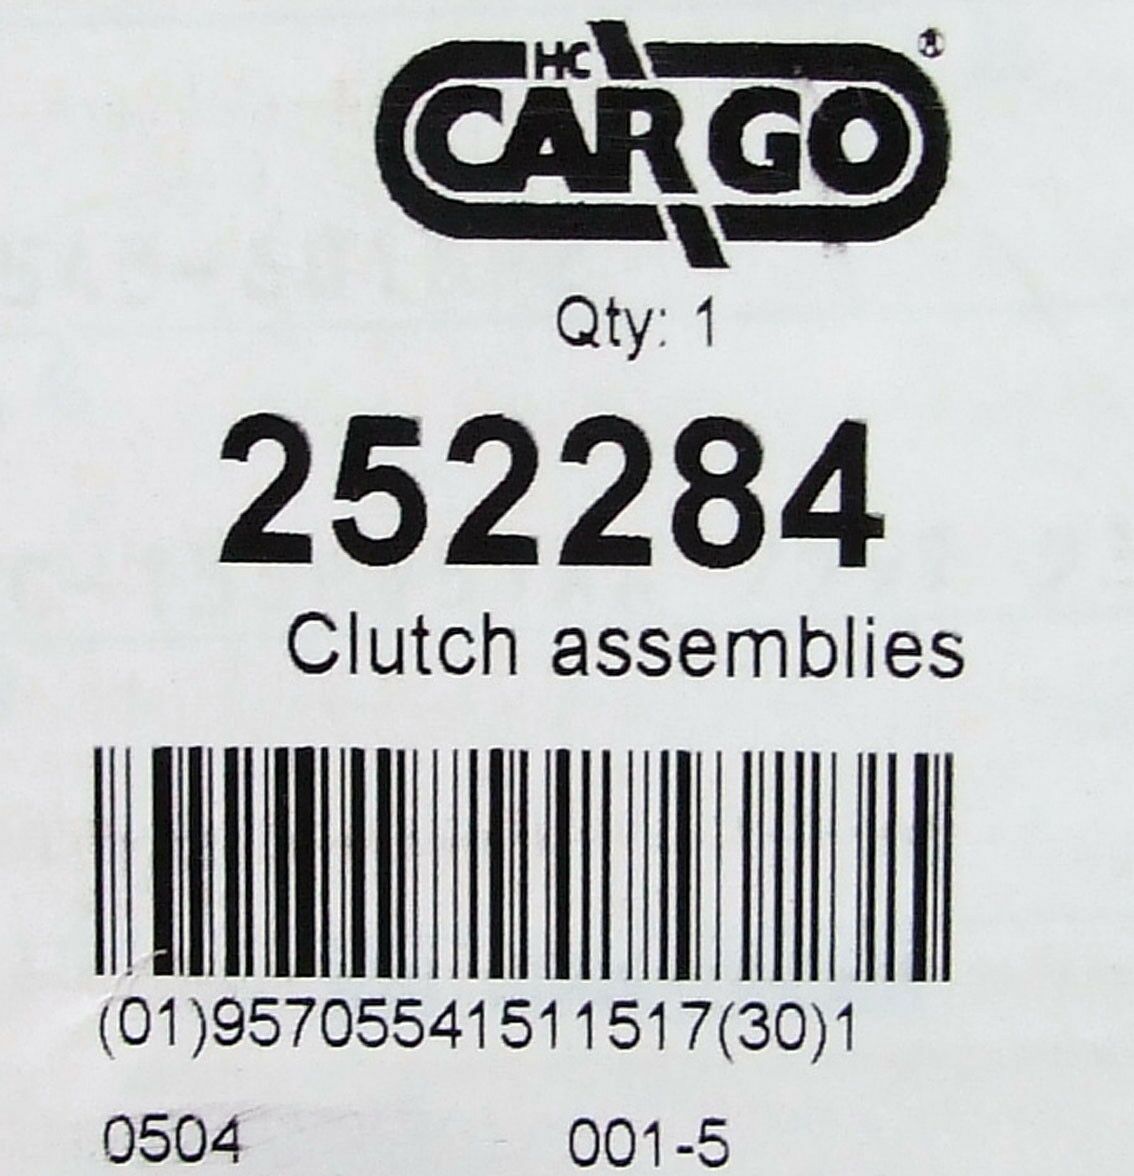 HC
CARGO®
Qty: 1
252284
Clutch assemblies
(01)95705541511517(30)1
0504 001-5